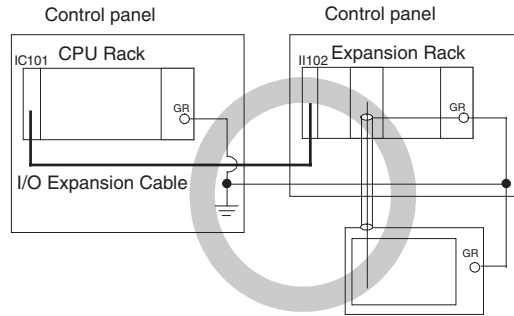 Control panel
Control panel
IC101
CPU Rack
II102
Expansion Rack
GR
GR
I/O Expansion Cable
GR